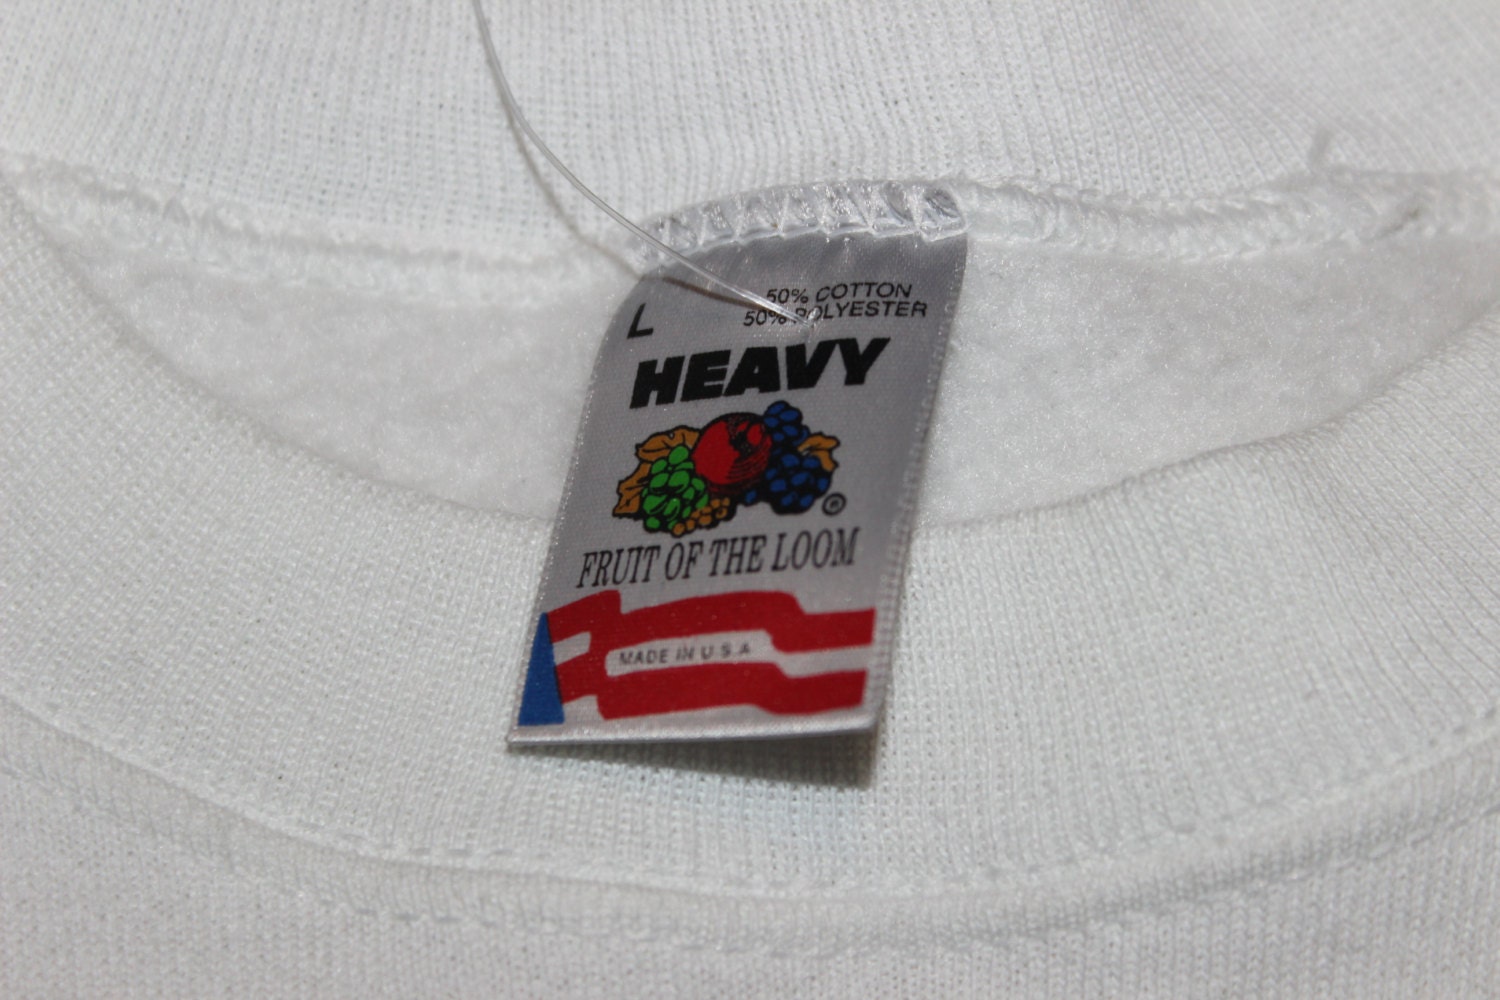 L
50% COTTON
50% POLYESTER
HEAVY
®
FRUIT OF THE LOOM
MADE IN U.S.A